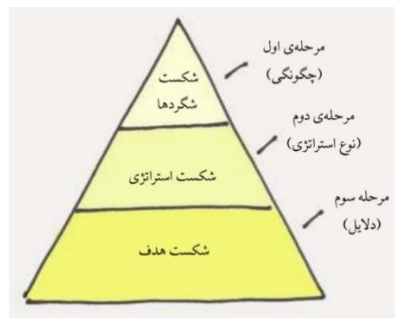 مرحله‌ی اول
(چگونگی)
شکست
شگردها
مرحله‌ی دوم
(نوع استراتژی)
شکست استراتژی
مرحله سوم
(دلایل)
شکست هدف